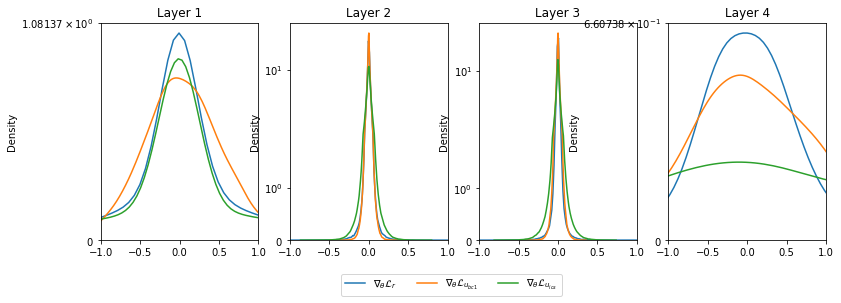 Layer 1
Layer 2
Layer 3
Layer 4
1.08137 × 10⁰
6.60738 × 10⁻¹
10¹
10¹
Density
Density
Density
Density
10⁰
10⁰
0
0
0
0
−1.0 −0.5 0.0 0.5 1.0
−1.0 −0.5 0.0 0.5 1.0
−1.0 −0.5 0.0 0.5 1.0
−1.0 −0.5 0.0 0.5 1.0
∇θℒr
∇θℒu_bc1
∇θℒu_ics